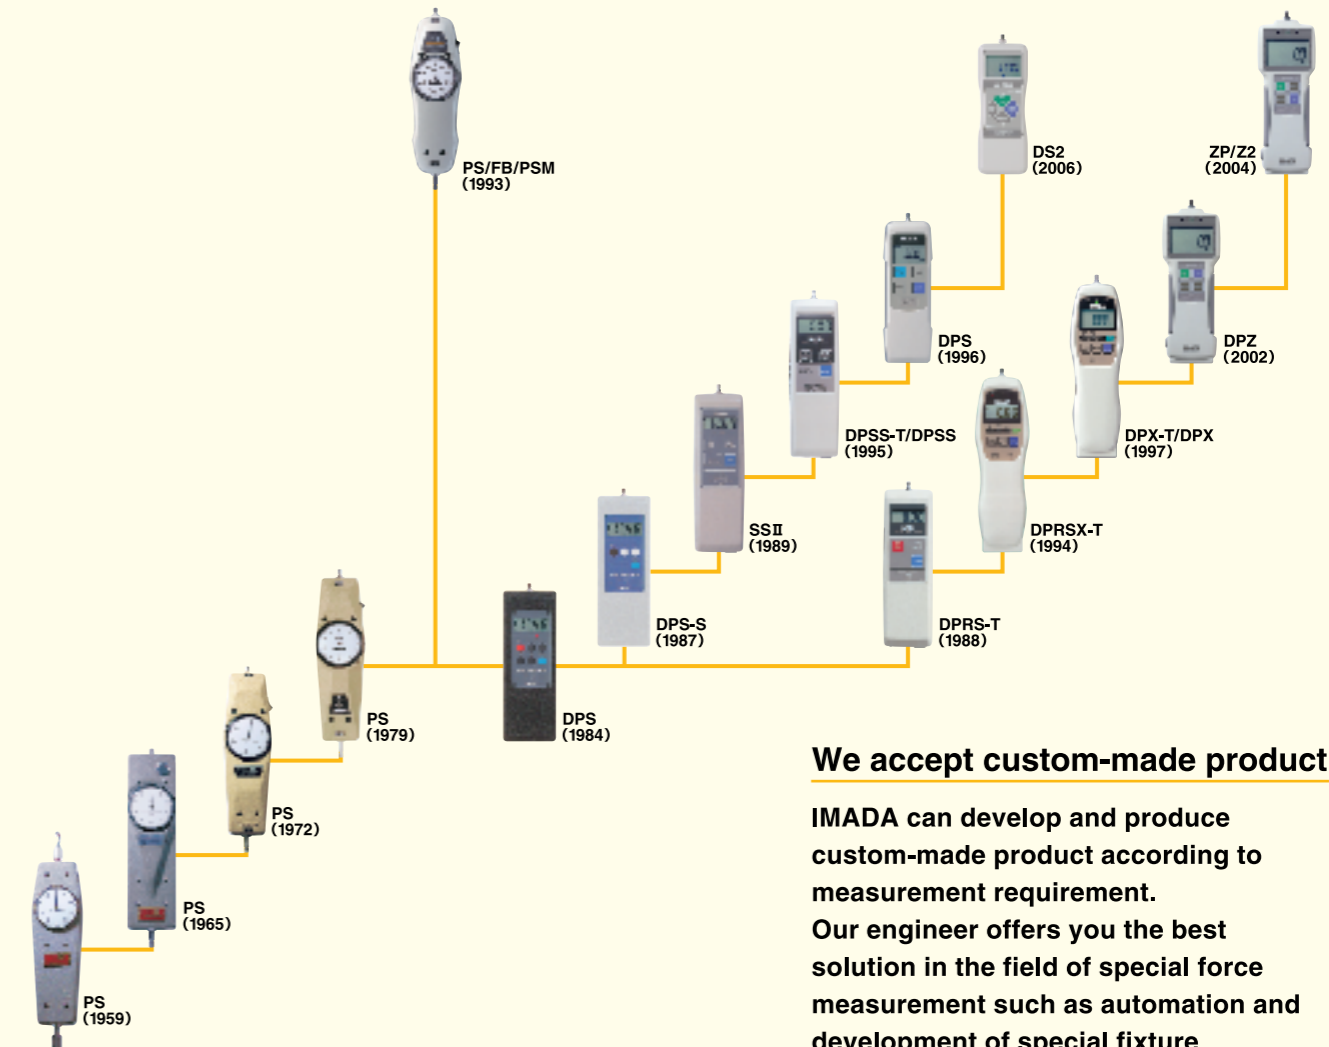 PS/FB/PSM
(1993)
DS2
(2006)
ZP/Z2
(2004)
DPS
(1996)
DPZ
(2002)
DPSS-T/DPSS
(1995)
DPX-T/DPX
(1997)
SSⅡ
(1989)
DPRSX-T
(1994)
DPS-S
(1987)
DPRS-T
(1988)
PS
(1979)
DPS
(1984)
PS
(1972)
PS
(1965)
PS
(1959)
We accept custom-made product
IMADA can develop and produce
custom-made product according to
measurement requirement.
Our engineer offers you the best
solution in the field of special force
measurement such as automation and
development of special fixture